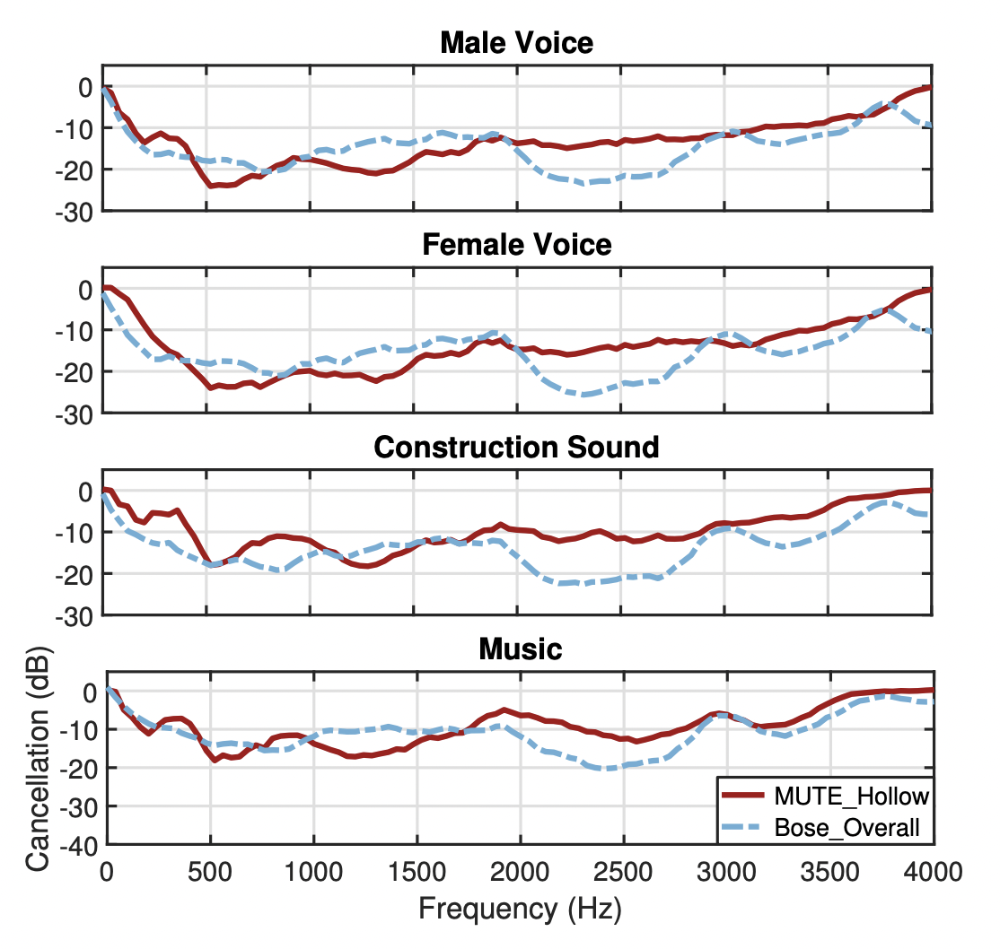 Male Voice
0
-10
-20
-30
Female Voice
0
-10
-20
-30
Construction Sound
0
-10
-20
-30
Music
0
-10
-20
-30
-40
Cancellation (dB)
MUTE_Hollow
Bose_Overall
0 500 1000 1500 2000 2500 3000 3500 4000
Frequency (Hz)